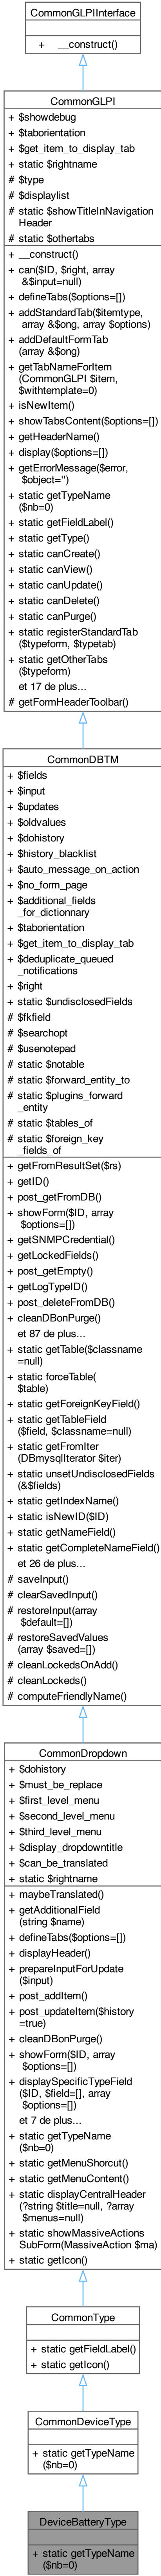 CommonGLPIInterface
+ __construct()
CommonGLPI
+ $showdebug
+ $taborientation
+ $get_item_to_display_tab
+ static $rightname
# $type
# $displaylist
# static $showTitleInNavigation
Header
# static $othertabs
+ __construct()
+ can($ID, $right, array
&$input=null)
+ defineTabs($options=[])
+ addStandardTab($itemtype,
array &$ong, array $options)
+ addDefaultFormTab
(array &$ong)
+ getTabNameForItem
(CommonGLPI $item,
$withtemplate=0)
+ isNewItem()
+ showTabsContent($options=[])
+ getHeaderName()
+ display($options=[])
+ getErrorMessage($error,
$object='')
+ static getTypeName
($nb=0)
+ static getFieldLabel()
+ static getType()
+ static canCreate()
+ static canView()
+ static canUpdate()
+ static canDelete()
+ static canPurge()
+ static registerStandardTab
($typeform, $typetab)
+ static getOtherTabs
($typeform)
et 17 de plus...
# getFormHeaderToolbar()
CommonDBTM
+ $fields
+ $input
+ $updates
+ $oldvalues
+ $dohistory
+ $history_blacklist
+ $auto_message_on_action
+ $no_form_page
+ $additional_fields
_for_dictionnary
+ $taborientation
+ $get_item_to_display_tab
+ $deduplicate_queued
_notifications
+ $right
+ static $undisclosedFields
# $fkfield
# $searchopt
# $usenotepad
# static $notable
# static $forward_entity_to
# static $plugins_forward
_entity
# static $tables_of
# static $foreign_key
_fields_of
+ getFromResultSet($rs)
+ getID()
+ post_getFromDB()
+ showForm($ID, array
$options=[])
+ getSNMPCredential()
+ getLockedFields()
+ post_getEmpty()
+ getLogTypeID()
+ post_deleteFromDB()
+ cleanDBonPurge()
et 87 de plus...
+ static getTable($classname
=null)
+ static forceTable(
$table)
+ static getForeignKeyField()
+ static getTableField
($field, $classname=null)
+ static getFromIter
(DBmysqlIterator $iter)
+ static unsetUndisclosedFields
(&$fields)
+ static getIndexName()
+ static isNewID($ID)
+ static getNameField()
+ static getCompleteNameField()
et 26 de plus...
# saveInput()
# clearSavedInput()
# restoreInput(array
$default=[])
# restoreSavedValues
(array $saved=[])
# cleanLockedsOnAdd()
# cleanLockeds()
# computeFriendlyName()
CommonDropdown
+ $dohistory
+ $must_be_replace
+ $first_level_menu
+ $second_level_menu
+ $third_level_menu
+ $display_dropdowntitle
+ $can_be_translated
+ static $rightname
+ maybeTranslated()
+ getAdditionalField
(string $name)
+ defineTabs($options=[])
+ displayHeader()
+ prepareInputForUpdate
($input)
+ post_addItem()
+ post_updateItem($history
=true)
+ cleanDBonPurge()
+ showForm($ID, array
$options=[])
+ displaySpecificTypeField
($ID, $field=[], array
$options=[])
et 7 de plus...
+ static getTypeName
($nb=0)
+ static getMenuShorcut()
+ static getMenuContent()
+ static displayCentralHeader
(?string $title=null, ?array
$menus=null)
+ static showMassiveActions
SubForm(MassiveAction $ma)
+ static getIcon()
CommonType
+ static getFieldLabel()
+ static getIcon()
CommonDeviceType
+ static getTypeName
($nb=0)
DeviceBatteryType
+ static getTypeName
($nb=0)